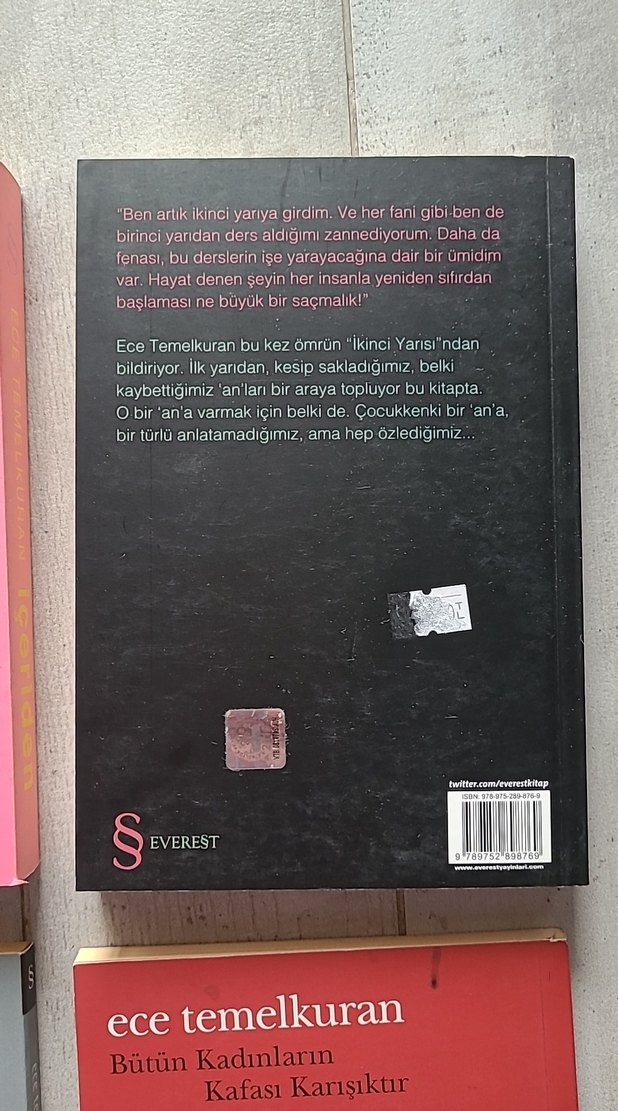 "Ben artık ikinci yarıya girdim. Ve her fani gibi ben de
birinci yarıdan ders aldığımı zannediyorum. Daha da
fenası, bu derslerin işe yarayacağına dair bir ümidim
var. Hayat denen şeyin her insanla yeniden sıfırdan
başlaması ne büyük bir saçmalık!"
Ece Temelkuran bu kez ömrün "İkinci Yarısı"ndan
bildiriyor. İlk yarıdan, kesip sakladığımız, belki
kaybettiğimiz 'an'ları bir araya topluyor bu kitapta.
O bir 'an'a varmak için belki de. Çocukkenki bir 'an'a,
bir türlü anlatamadığımız, ama hep özlediğimiz...
ECE TEMELKURAN içeriden
TL
§ EVEREST
twitter.com/everestkitap
ISBN: 978-975-289-876-9
9 789752 898769
www.everestyayinlari.com
§
ece temelkuran
Bütün Kadınların
Kafası Karışıktır